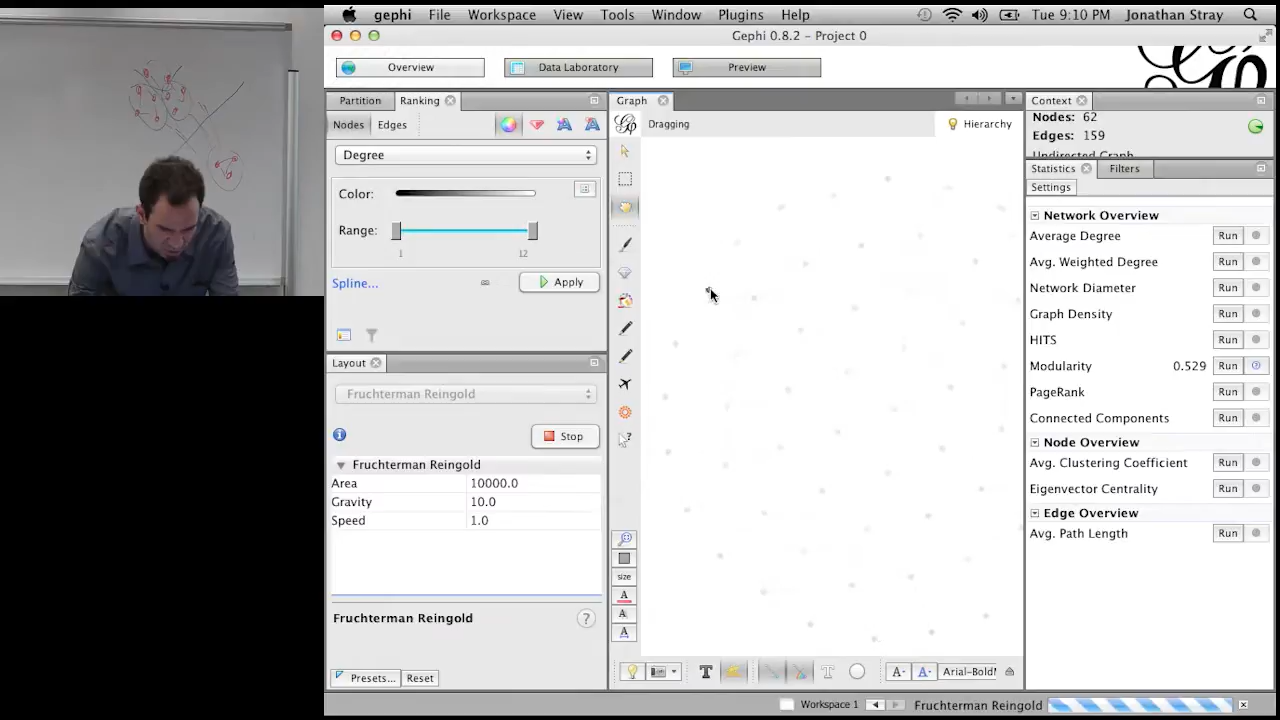 gephi File Workspace View Tools Window Plugins Help Tue 9:10 PM Jonathan Stray
Gephi 0.8.2 - Project 0
Overview Data Laboratory Preview
Partition Ranking
Nodes Edges
Degree
Color:
Range:
1 12
Spline...
Apply
Layout
Fruchterman Reingold
Stop
Fruchterman Reingold
Area 10000.0
Gravity 10.0
Speed 1.0
Fruchterman Reingold ?
Presets... Reset
Graph
Dragging Hierarchy
size
A
A
A
T T A- A- Arial-BoldM
Context
Nodes: 62
Edges: 159
Undirected Graph
Statistics Filters
Settings
Network Overview
Average Degree Run
Avg. Weighted Degree Run
Network Diameter Run
Graph Density Run
HITS Run
Modularity 0.529 Run
PageRank Run
Connected Components Run
Node Overview
Avg. Clustering Coefficient Run
Eigenvector Centrality Run
Edge Overview
Avg. Path Length Run
Workspace 1 Fruchterman Reingold